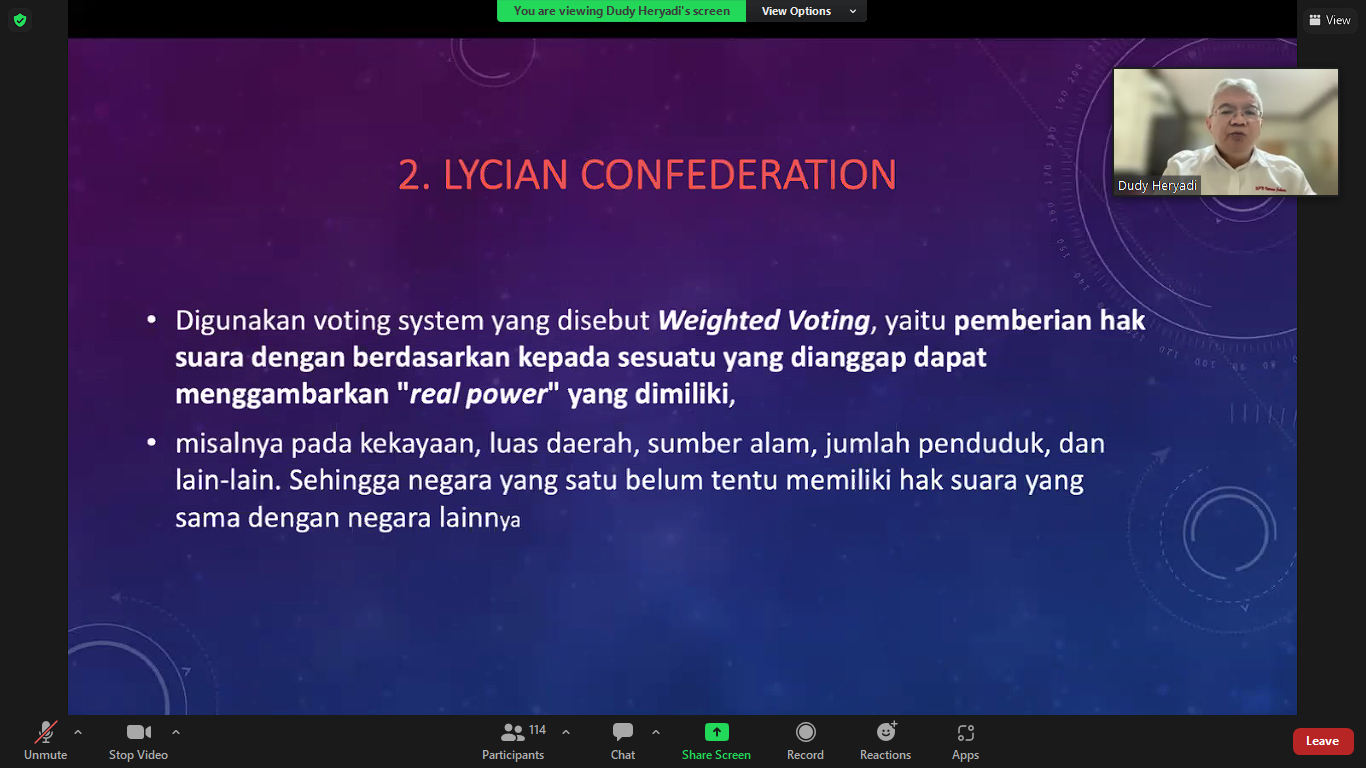 You are viewing Dudy Heryadi's screen
View Options
View
2. LYCIAN CONFEDERATION
Dudy Heryadi
• Digunakan voting system yang disebut Weighted Voting, yaitu pemberian hak
suara dengan berdasarkan kepada sesuatu yang dianggap dapat
menggambarkan "real power" yang dimiliki,
• misalnya pada kekayaan, luas daerah, sumber alam, jumlah penduduk, dan
lain-lain. Sehingga negara yang satu belum tentu memiliki hak suara yang
sama dengan negara lainnya
Unmute
Stop Video
114
Participants
Chat
Share Screen
Record
Reactions
Apps
Leave